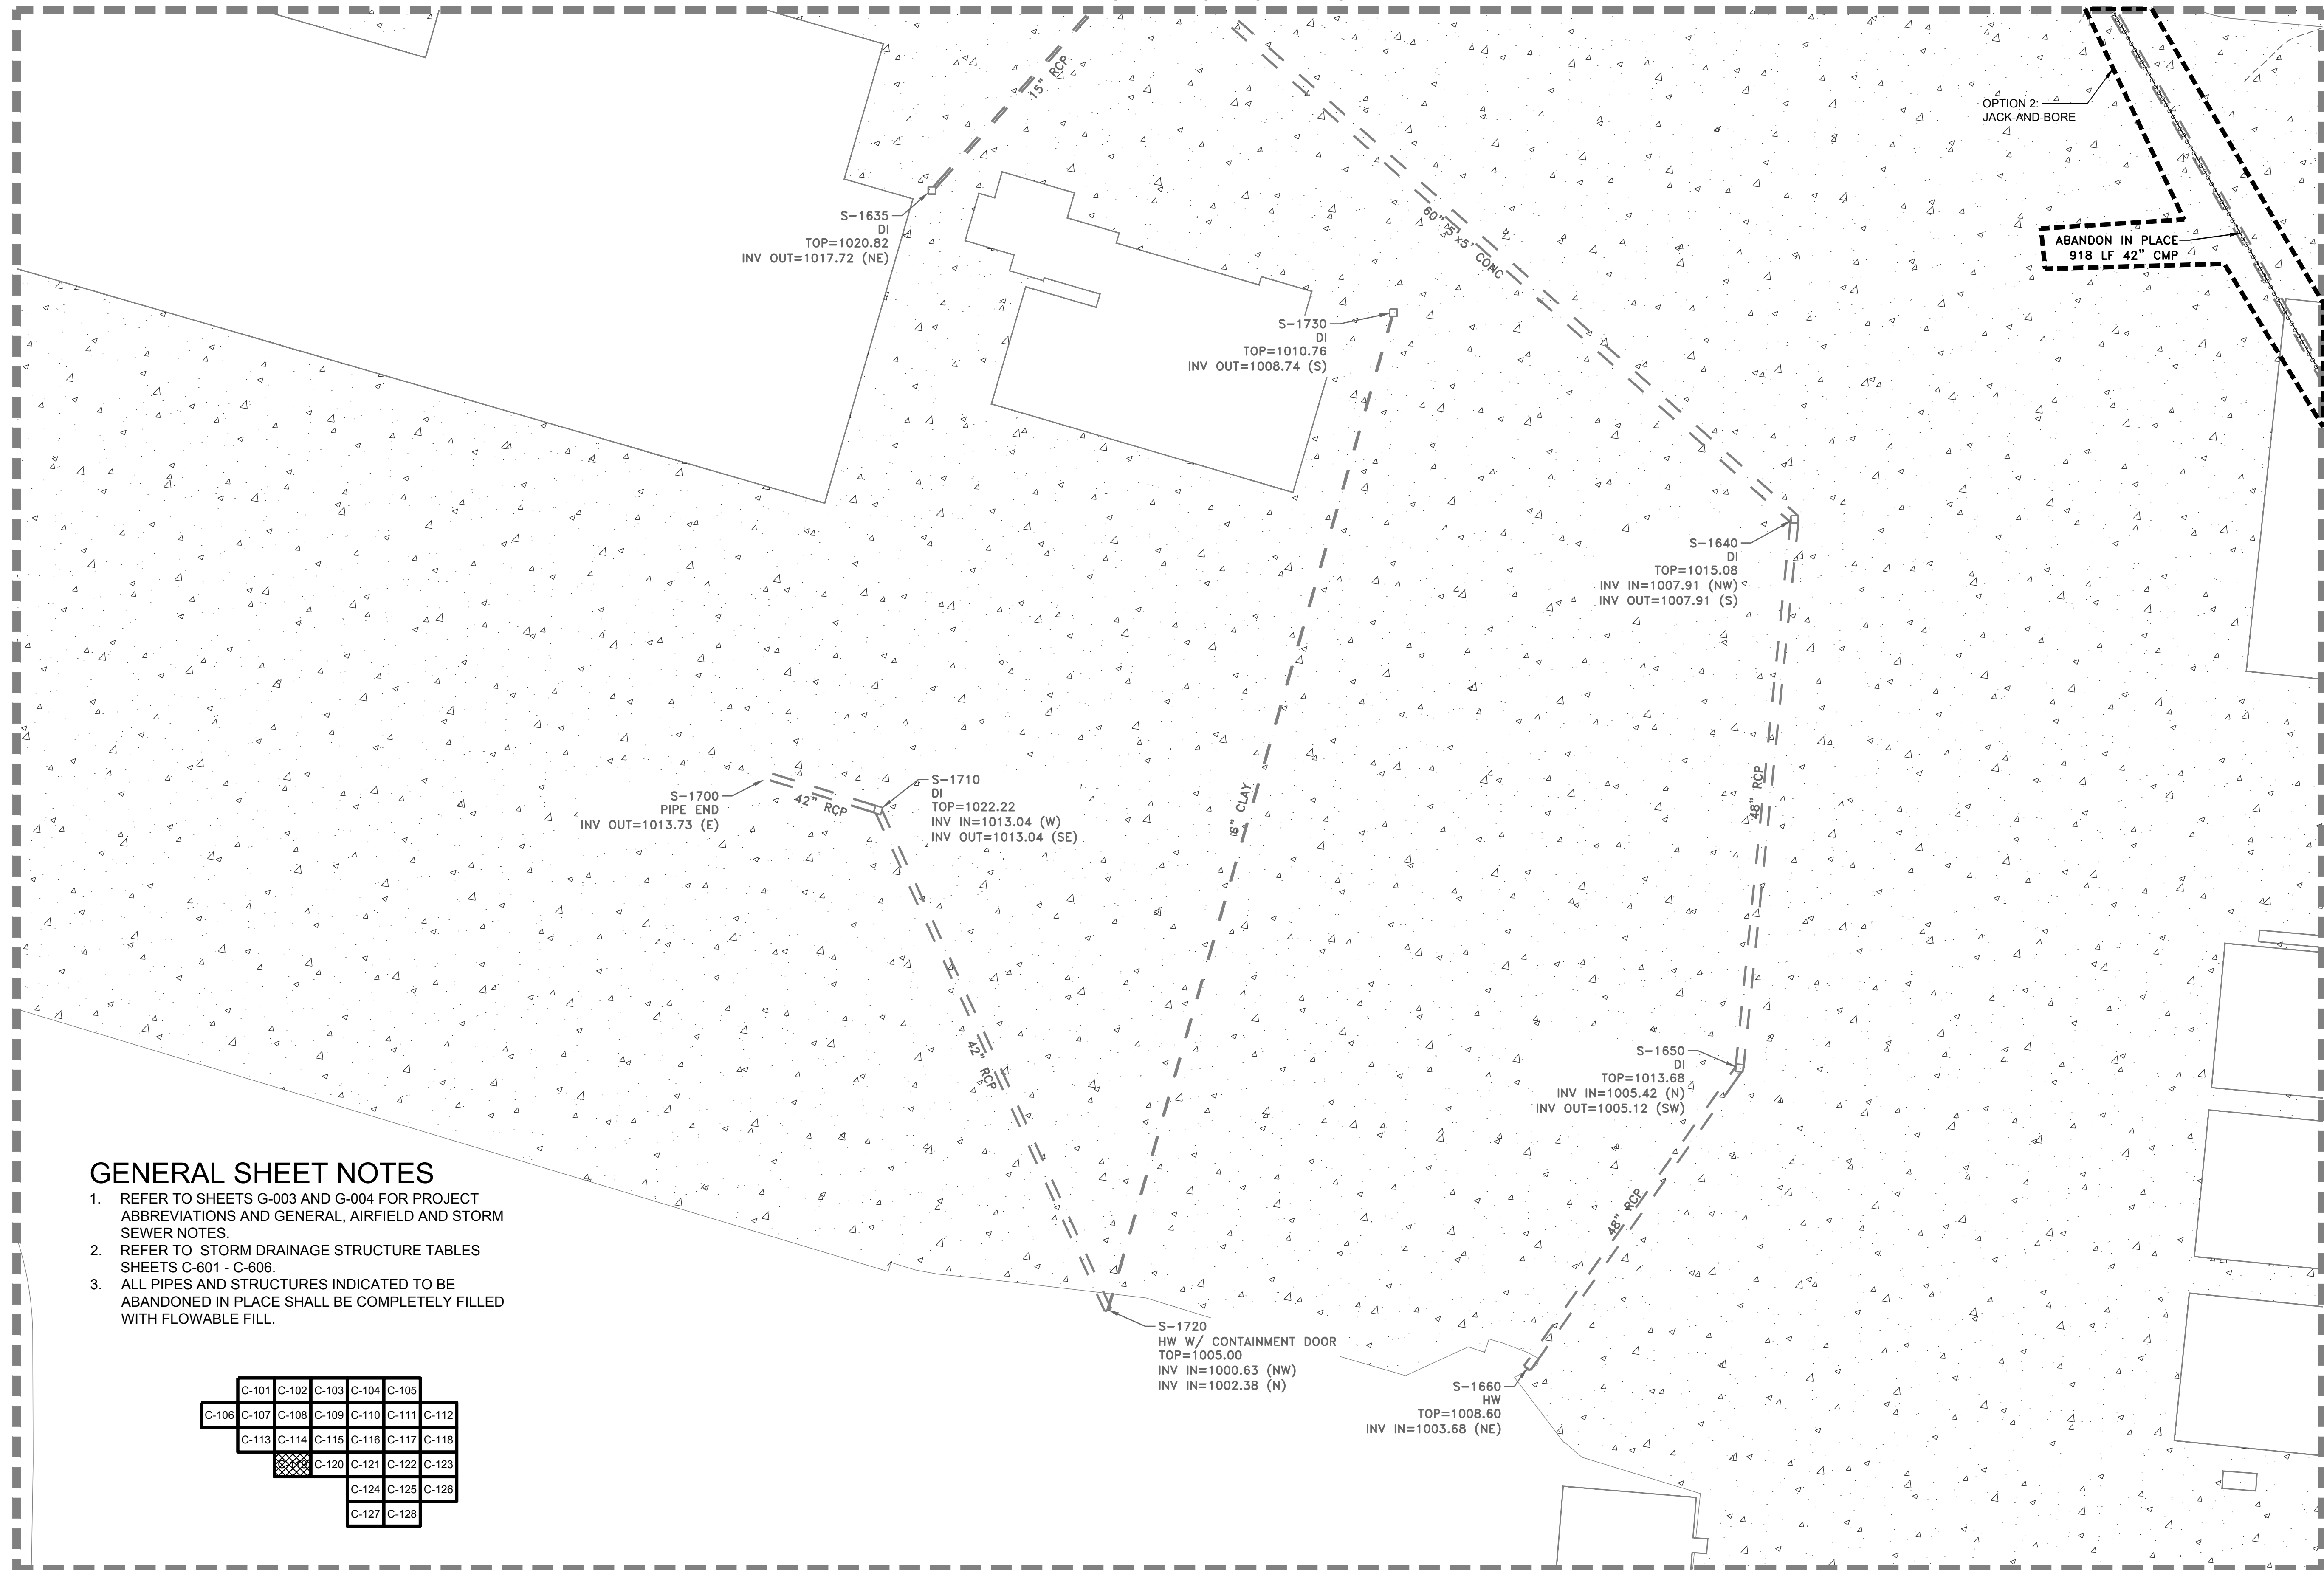 15" RCP
OPTION 2:
JACK-AND-BORE
S-1635
DI
TOP=1020.82
INV OUT=1017.72 (NE)
60" 5'x5' CONC
ABANDON IN PLACE
918 LF 42" CMP
S-1730
DI
TOP=1010.76
INV OUT=1008.74 (S)
S-1640
DI
TOP=1015.08
INV IN=1007.91 (NW)
INV OUT=1007.91 (S)
S-1700
PIPE END
INV OUT=1013.73 (E)
42" RCP
S-1710
DI
TOP=1022.22
INV IN=1013.04 (W)
INV OUT=1013.04 (SE)
6" CLAY
48" RCP
42" RCP
S-1650
DI
TOP=1013.68
INV IN=1005.42 (N)
INV OUT=1005.12 (SW)
48" RCP
S-1720
HW W/ CONTAINMENT DOOR
TOP=1005.00
INV IN=1000.63 (NW)
INV IN=1002.38 (N)
S-1660
HW
TOP=1008.60
INV IN=1003.68 (NE)
GENERAL SHEET NOTES
1. REFER TO SHEETS G-003 AND G-004 FOR PROJECT
ABBREVIATIONS AND GENERAL, AIRFIELD AND STORM
SEWER NOTES.
2. REFER TO STORM DRAINAGE STRUCTURE TABLES
SHEETS C-601 - C-606.
3. ALL PIPES AND STRUCTURES INDICATED TO BE
ABANDONED IN PLACE SHALL BE COMPLETELY FILLED
WITH FLOWABLE FILL.
C-101 C-102 C-103 C-104 C-105
C-106 C-107 C-108 C-109 C-110 C-111 C-112
C-113 C-114 C-115 C-116 C-117 C-118
C-120 C-121 C-122 C-123
C-124 C-125 C-126
C-127 C-128